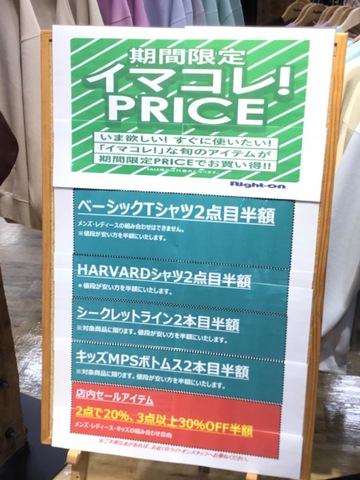 期間限定
イマコレ!
PRICE
いま欲しい! すぐに使いたい!
「イマコレ!」な旬のアイテムが
期間限定PRICEでお買い得!!
Right-on
ベーシックTシャツ2点目半額
メンズ・レディースの組み合わせはできません。
*値段が安い方を半額にいたします。
HARVARDシャツ2点目半額
*値段が安い方を半額にいたします。
シークレットライン2本目半額
*対象商品に限ります。値段が安い方が半額にいたします。
キッズMPSボトムス2本目半額
*対象商品に限ります。値段が安い方が半額にいたします。
店内セールアイテム
2点で20%、3点以上30%OFF半額
メンズ・レディース・キッズの組み合わせ自由